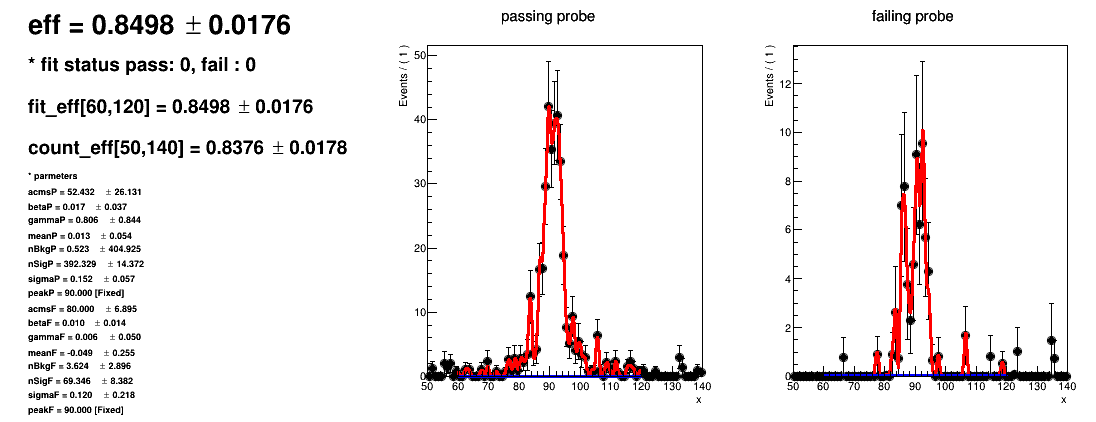 eff = 0.8498 ± 0.0176
* fit status pass: 0, fail : 0
fit_eff[60,120] = 0.8498 ± 0.0176
count_eff[50,140] = 0.8376 ± 0.0178
* parmeters
acmsP = 52.432 ± 26.131
betaP = 0.017 ± 0.037
gammaP = 0.806 ± 0.844
meanP = 0.013 ± 0.054
nBkgP = 0.523 ± 404.925
nSigP = 392.329 ± 14.372
sigmaP = 0.152 ± 0.057
peakP = 90.000 [Fixed]
acmsF = 80.000 ± 6.895
betaF = 0.010 ± 0.014
gammaF = 0.006 ± 0.050
meanF = -0.049 ± 0.255
nBkgF = 3.624 ± 2.896
nSigF = 69.346 ± 8.382
sigmaF = 0.120 ± 0.218
peakF = 90.000 [Fixed]
passing probe
Events / ( 1 )
50
40
30
20
10
0
50 60 70 80 90 100 110 120 130 140
x
failing probe
Events / ( 1 )
12
10
8
6
4
2
0
50 60 70 80 90 100 110 120 130 140
x